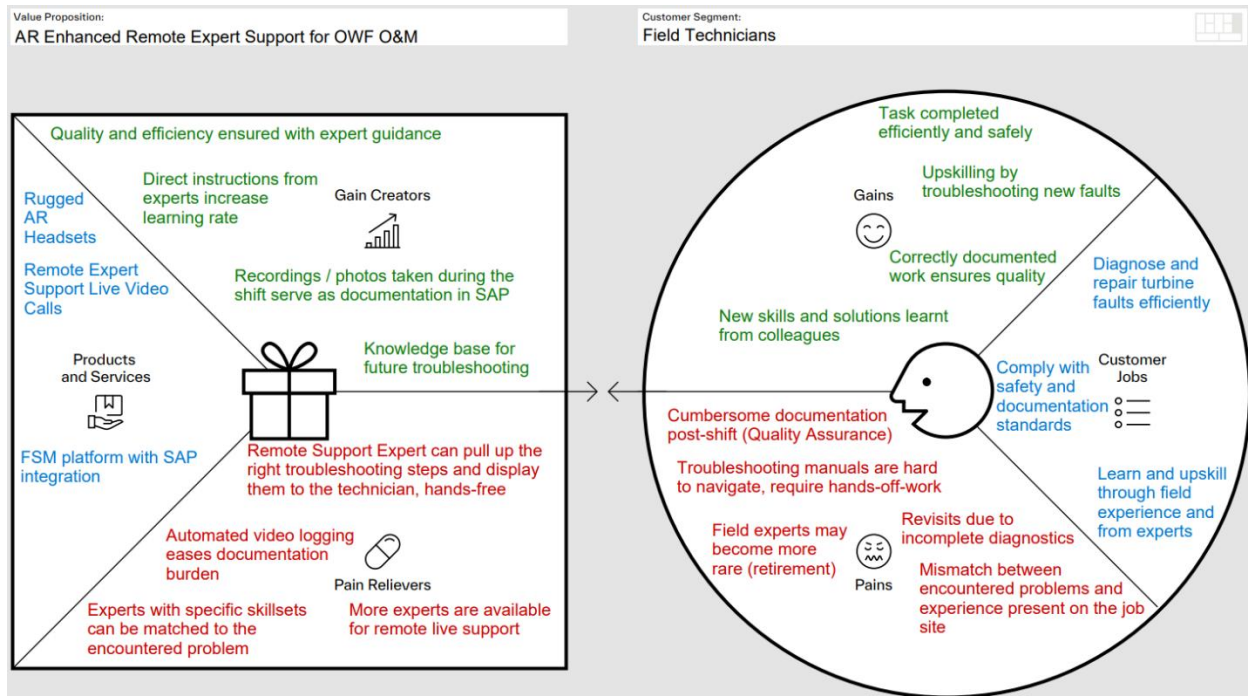 Value Proposition:
AR Enhanced Remote Expert Support for OWF O&M
Customer Segment:
Field Technicians
Quality and efficiency ensured with expert guidance
Direct instructions from
experts increase
learning rate
Gain Creators
Rugged
AR
Headsets
Remote Expert
Support Live Video
Calls
Recordings / photos taken during the
shift serve as documentation in SAP
Knowledge base for
future troubleshooting
Products
and Services
FSM platform with SAP
integration
Remote Support Expert can pull up the
right troubleshooting steps and display
them to the technician, hands-free
Automated video logging
eases documentation
burden
Pain Relievers
Experts with specific skillsets
can be matched to the
encountered problem
More experts are available
for remote live support
Task completed
efficiently and safely
Upskilling by
troubleshooting new faults
Gains
Correctly documented
work ensures quality
New skills and solutions learnt
from colleagues
Diagnose and
repair turbine
faults efficiently
Comply with
safety and
documentation
standards
Customer
Jobs
Learn and upskill
through field
experience and
from experts
Cumbersome documentation
post-shift (Quality Assurance)
Troubleshooting manuals are hard
to navigate, require hands-off-work
Field experts may
become more
rare (retirement)
Revisits due to
incomplete diagnostics
Pains
Mismatch between
encountered problems and
experience present on the job
site